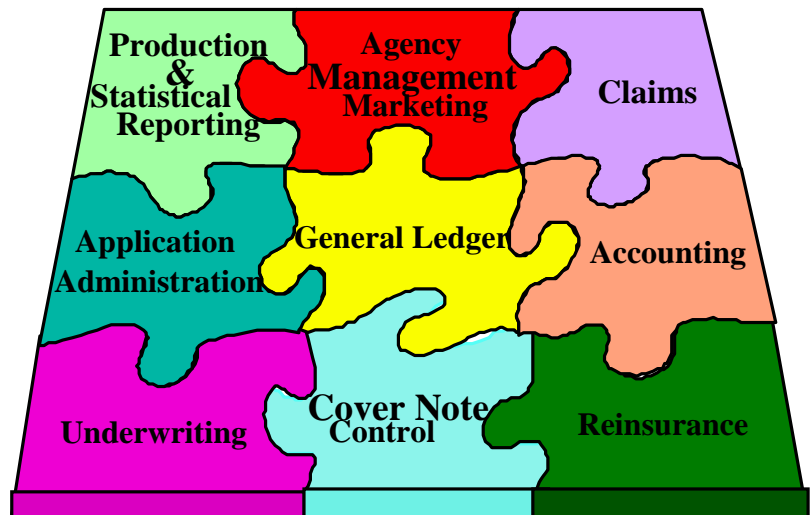 Production
&
Statistical
Reporting
Agency
Management
Marketing
Claims
Application
Administration
General Ledger
Accounting
Underwriting
Cover Note
Control
Reinsurance